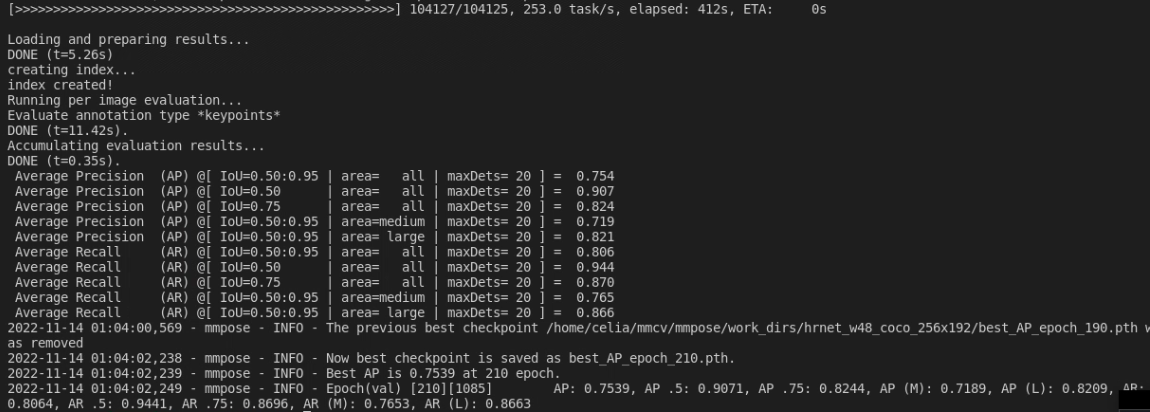 [>>>>>>>>>>>>>>>>>>>>>>>>>>>>>>>>>>>>>>>>>>>>>>>>>>] 104127/104125, 253.0 task/s, elapsed: 412s, ETA:     0s
Loading and preparing results...
DONE (t=5.26s)
creating index...
index created!
Running per image evaluation...
Evaluate annotation type *keypoints*
DONE (t=11.42s).
Accumulating evaluation results...
DONE (t=0.35s).
 Average Precision  (AP) @[ IoU=0.50:0.95 | area=   all | maxDets= 20 ] =  0.754
 Average Precision  (AP) @[ IoU=0.50      | area=   all | maxDets= 20 ] =  0.907
 Average Precision  (AP) @[ IoU=0.75      | area=   all | maxDets= 20 ] =  0.824
 Average Precision  (AP) @[ IoU=0.50:0.95 | area=medium | maxDets= 20 ] =  0.719
 Average Precision  (AP) @[ IoU=0.50:0.95 | area= large | maxDets= 20 ] =  0.821
 Average Recall     (AR) @[ IoU=0.50:0.95 | area=   all | maxDets= 20 ] =  0.806
 Average Recall     (AR) @[ IoU=0.50      | area=   all | maxDets= 20 ] =  0.944
 Average Recall     (AR) @[ IoU=0.75      | area=   all | maxDets= 20 ] =  0.870
 Average Recall     (AR) @[ IoU=0.50:0.95 | area=medium | maxDets= 20 ] =  0.765
 Average Recall     (AR) @[ IoU=0.50:0.95 | area= large | maxDets= 20 ] =  0.866
2022-11-14 01:04:00,569 - mmpose - INFO - The previous best checkpoint /home/celia/mmcv/mmpose/work_dirs/hrnet_w48_coco_256x192/best_AP_epoch_190.pth w
as removed
2022-11-14 01:04:02,238 - mmpose - INFO - Now best checkpoint is saved as best_AP_epoch_210.pth.
2022-11-14 01:04:02,239 - mmpose - INFO - Best AP is 0.7539 at 210 epoch.
2022-11-14 01:04:02,249 - mmpose - INFO - Epoch(val) [210][1085]        AP: 0.7539, AP .5: 0.9071, AP .75: 0.8244, AP (M): 0.7189, AP (L): 0.8209, AR:
0.8064, AR .5: 0.9441, AR .75: 0.8696, AR (M): 0.7653, AR (L): 0.8663